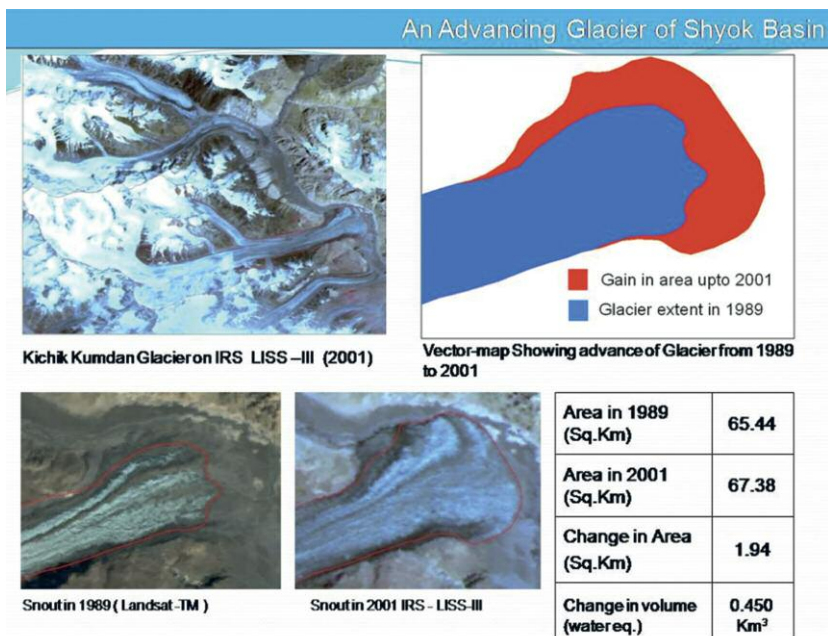 An Advancing Glacier of Shyok Basin
Gain in area upto 2001
Glacier extent in 1989
Kichik Kumdan Glacier on IRS LISS –III (2001)
Vector-map Showing advance of Glacier from 1989
to 2001
Snout in 1989 ( Landsat -TM )
Snout in 2001 IRS - LISS-III
Area in 1989
(Sq.Km)
65.44
Area in 2001
(Sq.Km)
67.38
Change in Area
(Sq.Km)
1.94
Change in volume
(water eq.)
0.450
Km³